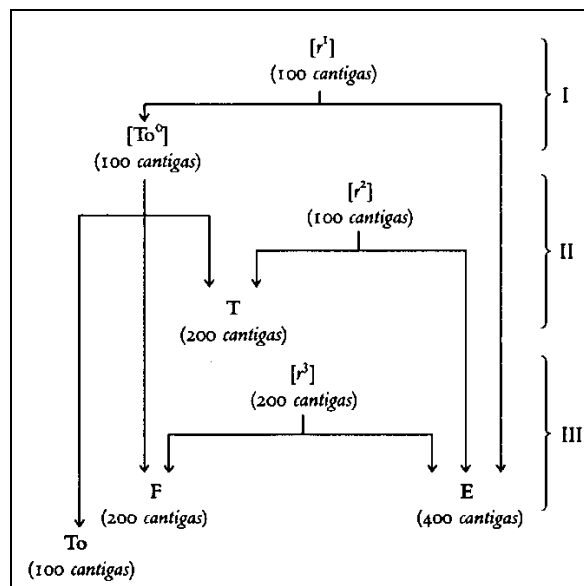 [r¹]
(100 cantigas)
I
[To⁰]
(100 cantigas)
[r²]
(100 cantigas)
II
T
(200 cantigas)
[r³]
(200 cantigas)
III
F
(200 cantigas)
E
(400 cantigas)
To
(100 cantigas)